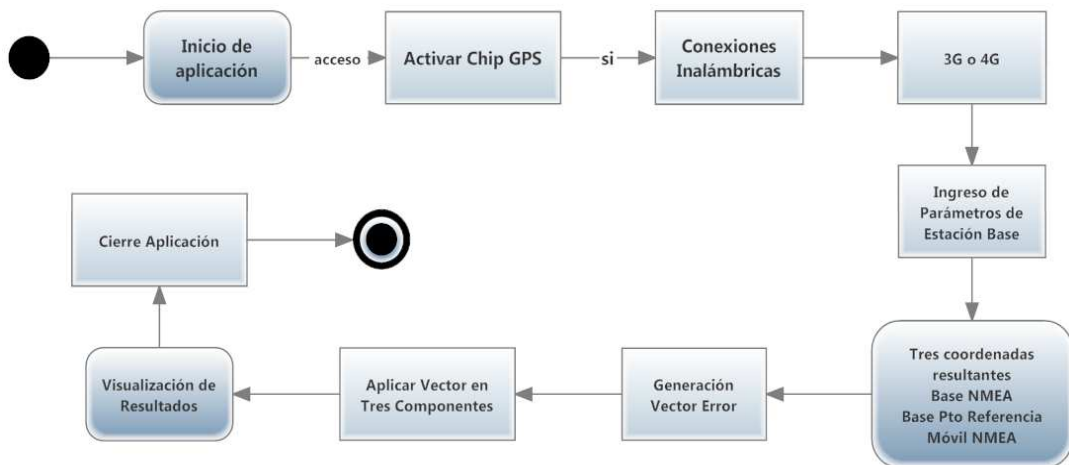 Inicio de
aplicación
acceso
Activar Chip GPS
si
Conexiones
Inalámbricas
3G o 4G
Ingreso de
Parámetros de
Estación Base
Tres coordenadas
resultantes
Base NMEA
Base Pto Referencia
Móvil NMEA
Generación
Vector Error
Aplicar Vector en
Tres Componentes
Visualización de
Resultados
Cierre Aplicación